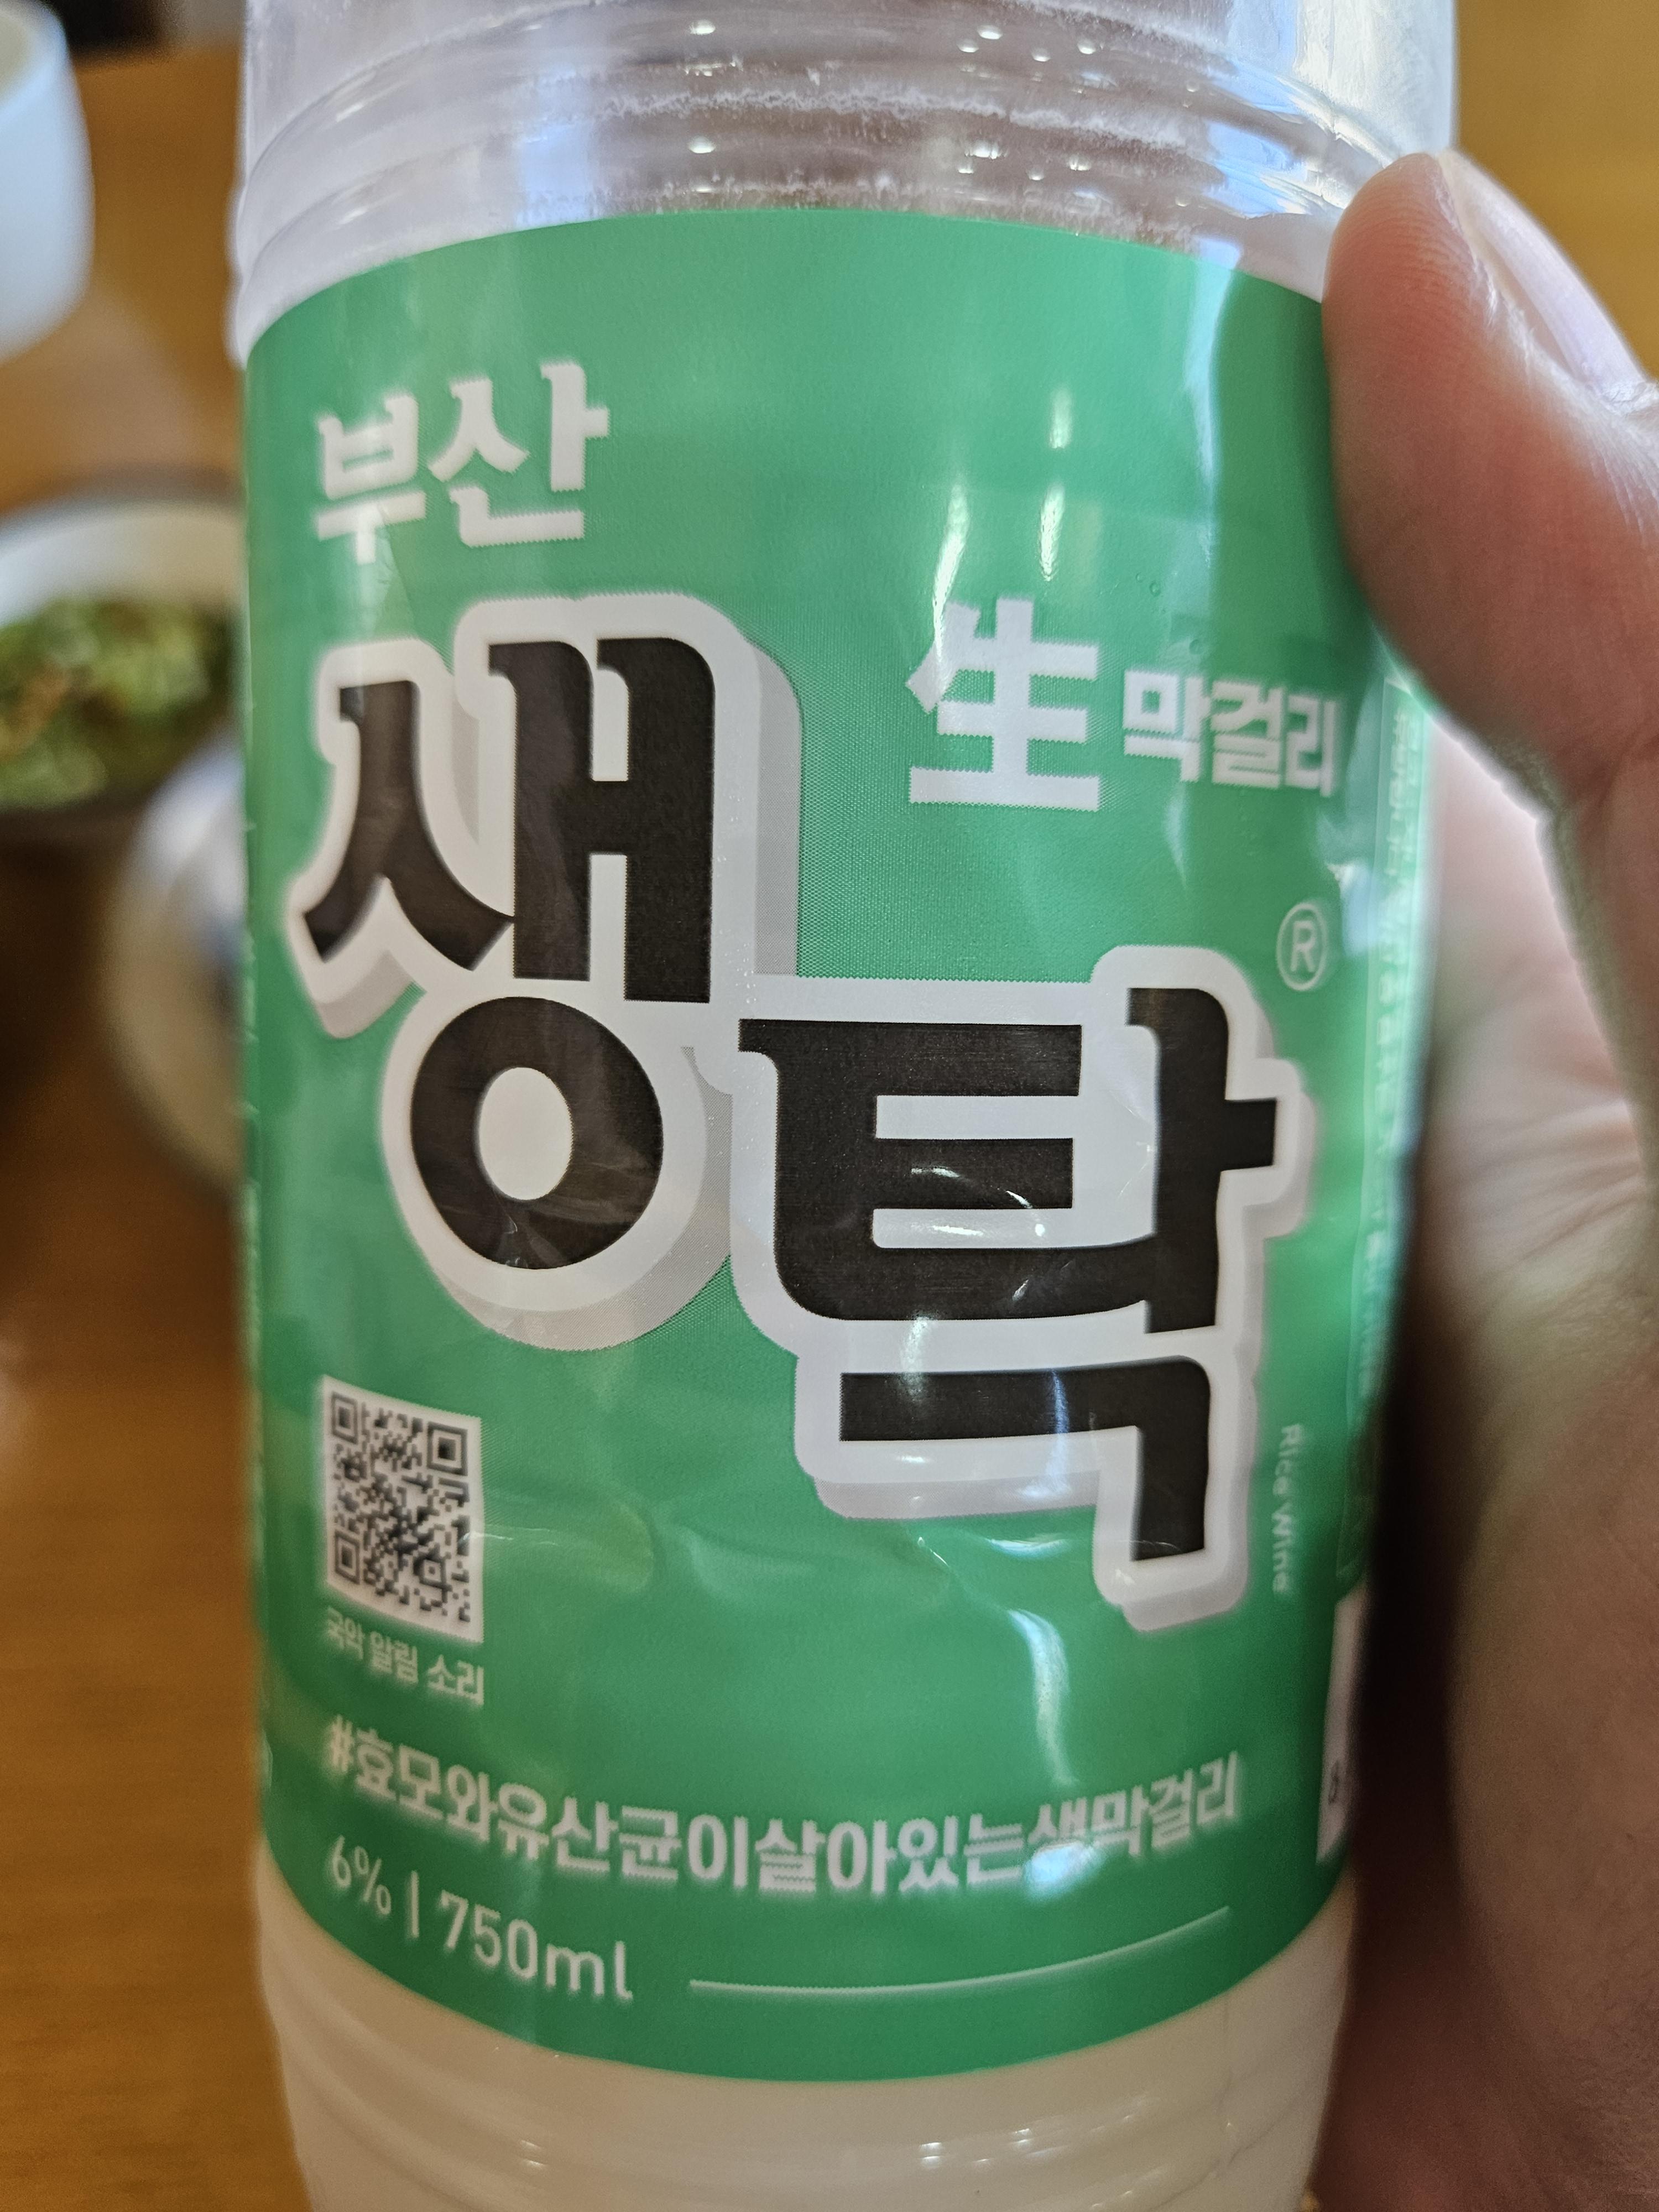 부산
生막걸리
생탁
®
Rice Wine
국악 알림 소리
#효모와유산균이살아있는생막걸리
6% | 750ml